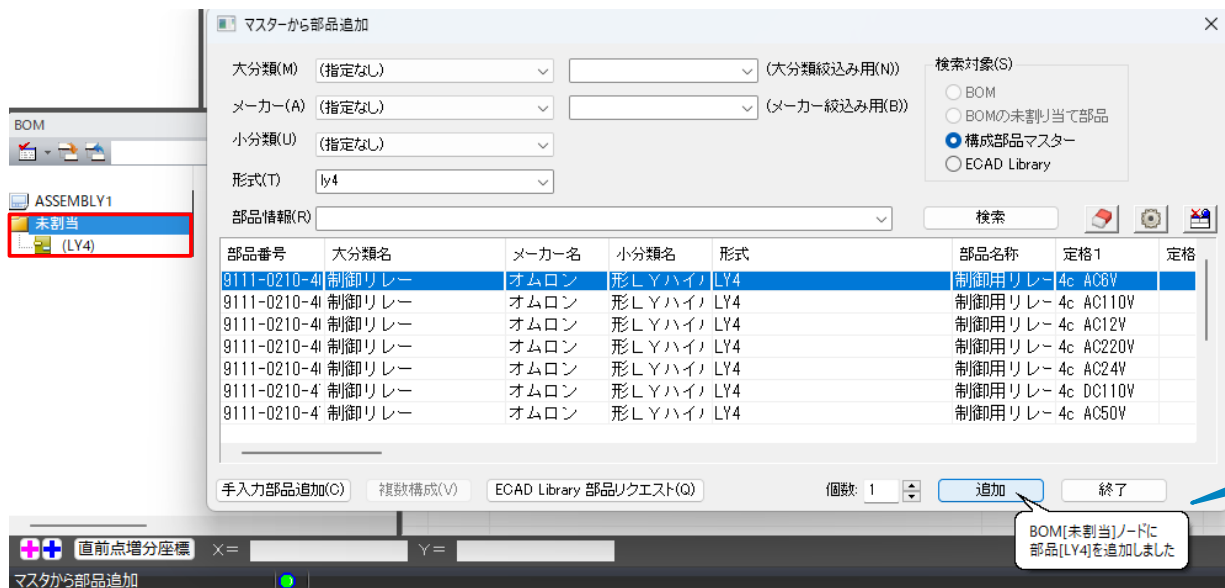 マスターから部品追加
大分類(M) (指定なし) (大分類絞込み用(N))
メーカー(A) (指定なし) (メーカー絞込み用(B))
小分類(U) (指定なし)
形式(T) ly4
部品情報(R) 検索
検索対象(S)
BOM
BOMの未割り当て部品
構成部品マスター
ECAD Library
BOM
ASSEMBLY1
未割当
(LY4)
部品番号 大分類名 メーカー名 小分類名 形式 部品名称 定格1 定格
9111-0210-4 制御リレー オムロン 形LYハイ LY4 制御用リレー 4c AC6V
9111-0210-4 制御リレー オムロン 形LYハイ LY4 制御用リレー 4c AC110V
9111-0210-4 制御リレー オムロン 形LYハイ LY4 制御用リレー 4c AC12V
9111-0210-4 制御リレー オムロン 形LYハイ LY4 制御用リレー 4c AC220V
9111-0210-4 制御リレー オムロン 形LYハイ LY4 制御用リレー 4c AC24V
9111-0210-4 制御リレー オムロン 形LYハイ LY4 制御用リレー 4c DC110V
9111-0210-4 制御リレー オムロン 形LYハイ LY4 制御用リレー 4c AC50V
手入力部品追加(C) 複数構成(V) ECAD Library 部品リクエスト(Q) 個数: 1 追加 終了
BOM[未割当]ノードに
部品[LY4]を追加しました
直前点増分座標 X= Y=
マスタから部品追加